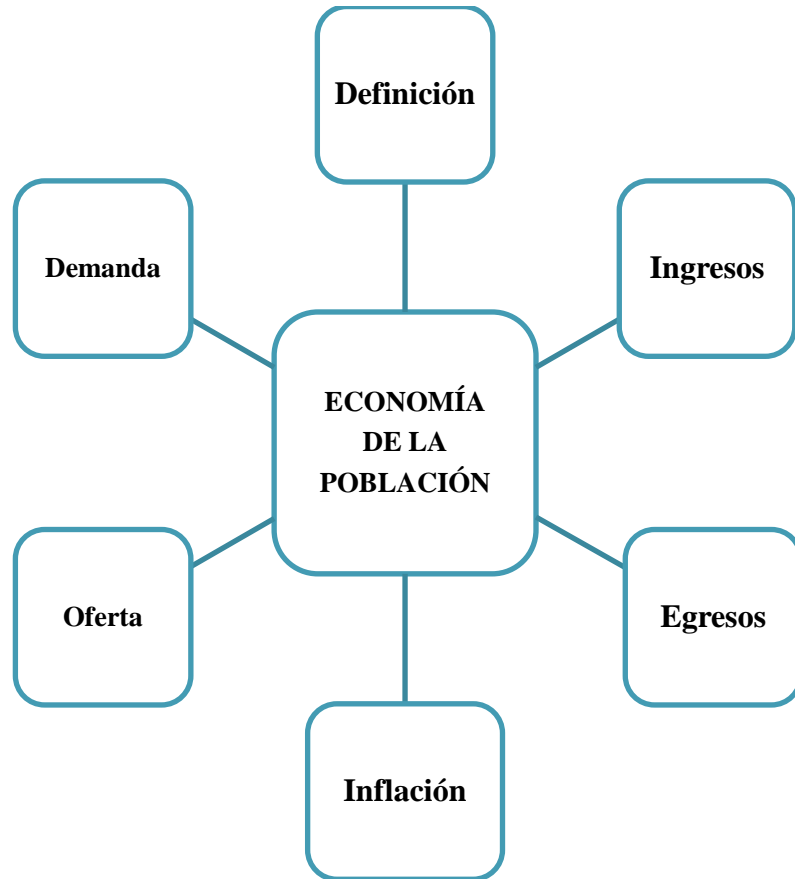 Definición
Demanda
Ingresos
ECONOMÍA
DE LA
POBLACIÓN
Oferta
Egresos
Inflación